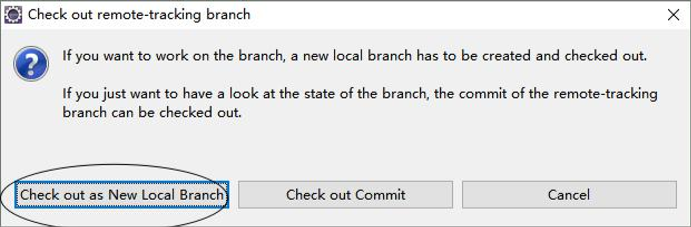 Check out remote-tracking branch
If you want to work on the branch, a new local branch has to be created and checked out.
If you just want to have a look at the state of the branch, the commit of the remote-tracking
branch can be checked out.
Check out as New Local Branch
Check out Commit
Cancel